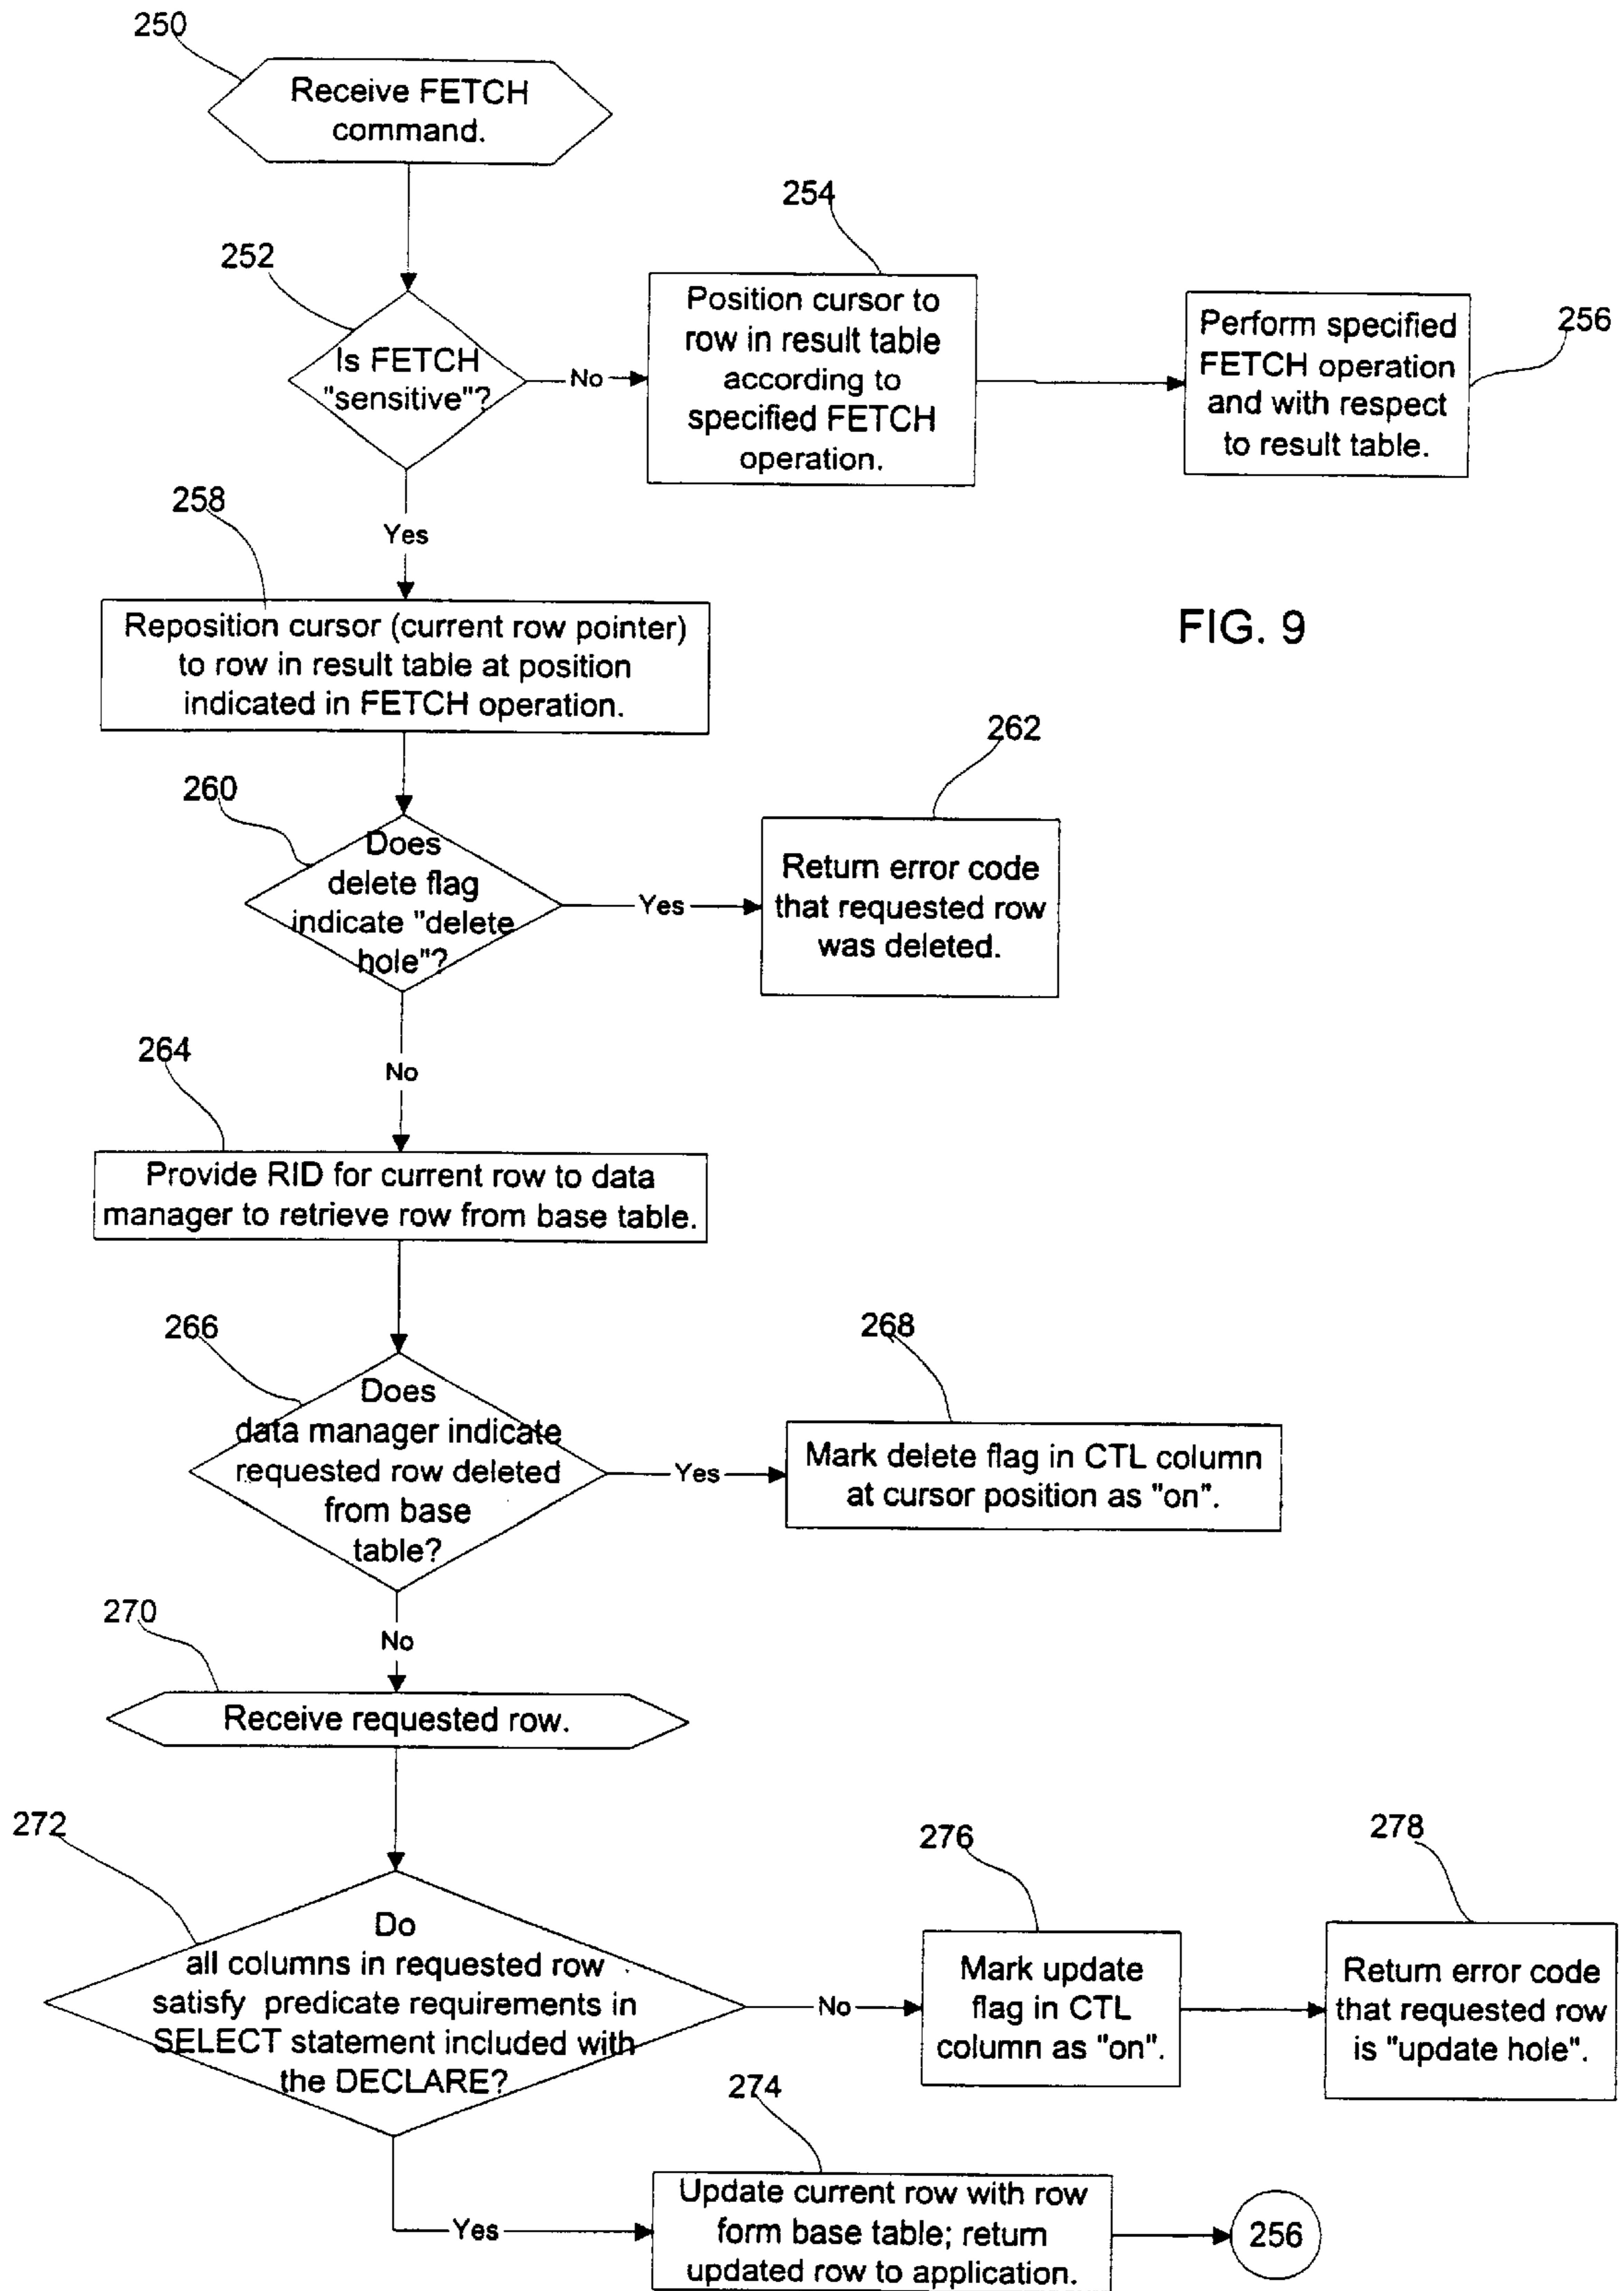 250
Receive FETCH
command.
252
Is FETCH
"sensitive"?
No
254
Position cursor to
row in result table
according to
specified FETCH
operation.
256
Perform specified
FETCH operation
and with respect
to result table.
Yes
258
Reposition cursor (current row pointer)
to row in result table at position
indicated in FETCH operation.
FIG. 9
260
Does
delete flag
indicate "delete
hole"?
Yes
262
Return error code
that requested row
was deleted.
No
264
Provide RID for current row to data
manager to retrieve row from base table.
266
Does
data manager indicate
requested row deleted
from base
table?
Yes
268
Mark delete flag in CTL column
at cursor position as "on".
No
270
Receive requested row.
272
Do
all columns in requested row
satisfy predicate requirements in
SELECT statement included with
the DECLARE?
No
276
Mark update
flag in CTL
column as "on".
278
Return error code
that requested row
is "update hole".
Yes
274
Update current row with row
form base table; return
updated row to application.
256